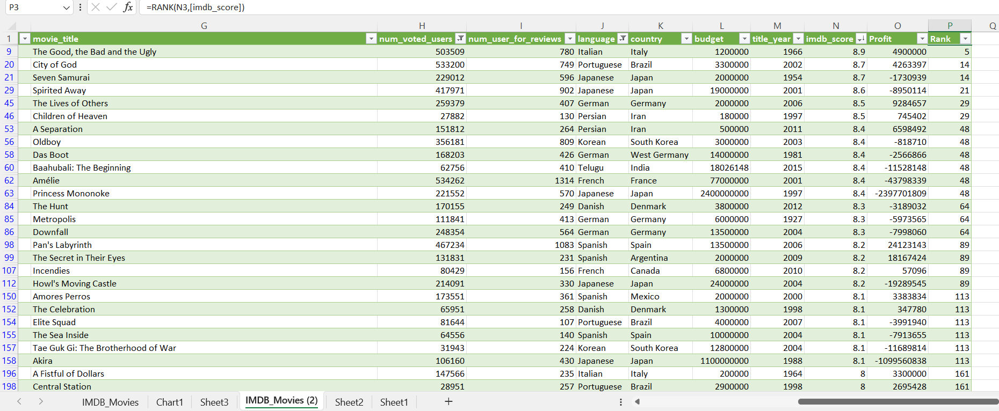 P3 fx =RANK(N3,[imdb_score])
G H I J K L M N O P Q
1 movie_title num_voted_users num_user_for_reviews language country budget title_year imdb_score Profit Rank
9 The Good, the Bad and the Ugly 503509 780 Italian Italy 1200000 1966 8.9 4900000 5
20 City of God 533200 749 Portuguese Brazil 3300000 2002 8.7 4263397 14
21 Seven Samurai 229012 596 Japanese Japan 2000000 1954 8.7 -1730939 14
29 Spirited Away 417971 902 Japanese Japan 19000000 2001 8.6 -8950114 21
45 The Lives of Others 259379 407 German Germany 2000000 2006 8.5 9284657 29
46 Children of Heaven 27882 130 Persian Iran 180000 1997 8.5 745402 29
53 A Separation 151812 264 Persian Iran 500000 2011 8.4 6598492 48
56 Oldboy 356181 809 Korean South Korea 3000000 2003 8.4 -818710 48
58 Das Boot 168203 426 German West Germany 14000000 1981 8.4 -2566866 48
60 Baahubali: The Beginning 62756 410 Telugu India 18026148 2015 8.4 -11528148 48
62 Amélie 534262 1314 French France 77000000 2001 8.4 -43798339 48
63 Princess Mononoke 221552 570 Japanese Japan 2400000000 1997 8.4 -2397701809 48
84 The Hunt 170155 249 Danish Denmark 3800000 2012 8.3 -3189032 64
85 Metropolis 111841 413 German Germany 6000000 1927 8.3 -5973565 64
86 Downfall 248354 564 German Germany 13500000 2004 8.3 -7998060 64
98 Pan's Labyrinth 467234 1083 Spanish Spain 13500000 2006 8.2 24123143 89
99 The Secret in Their Eyes 131831 231 Spanish Argentina 2000000 2009 8.2 18167424 89
107 Incendies 80429 156 French Canada 6800000 2010 8.2 57096 89
112 Howl's Moving Castle 214091 330 Japanese Japan 24000000 2004 8.2 -19289545 89
150 Amores Perros 173551 361 Spanish Mexico 2000000 2000 8.1 3383834 113
152 The Celebration 65951 258 Danish Denmark 1300000 1998 8.1 347780 113
154 Elite Squad 81644 107 Portuguese Brazil 4000000 2007 8.1 -3991940 113
155 The Sea Inside 64556 140 Spanish Spain 10000000 2004 8.1 -7913655 113
157 Tae Guk Gi: The Brotherhood of War 31943 224 Korean South Korea 12800000 2004 8.1 -11689814 113
158 Akira 106160 430 Japanese Japan 1100000000 1988 8.1 -1099560838 113
196 A Fistful of Dollars 147566 235 Italian Italy 200000 1964 8 3300000 161
198 Central Station 28951 257 Portuguese Brazil 2900000 1998 8 2695428 161
IMDB_Movies Chart1 Sheet3 IMDB_Movies (2) Sheet2 Sheet1 +